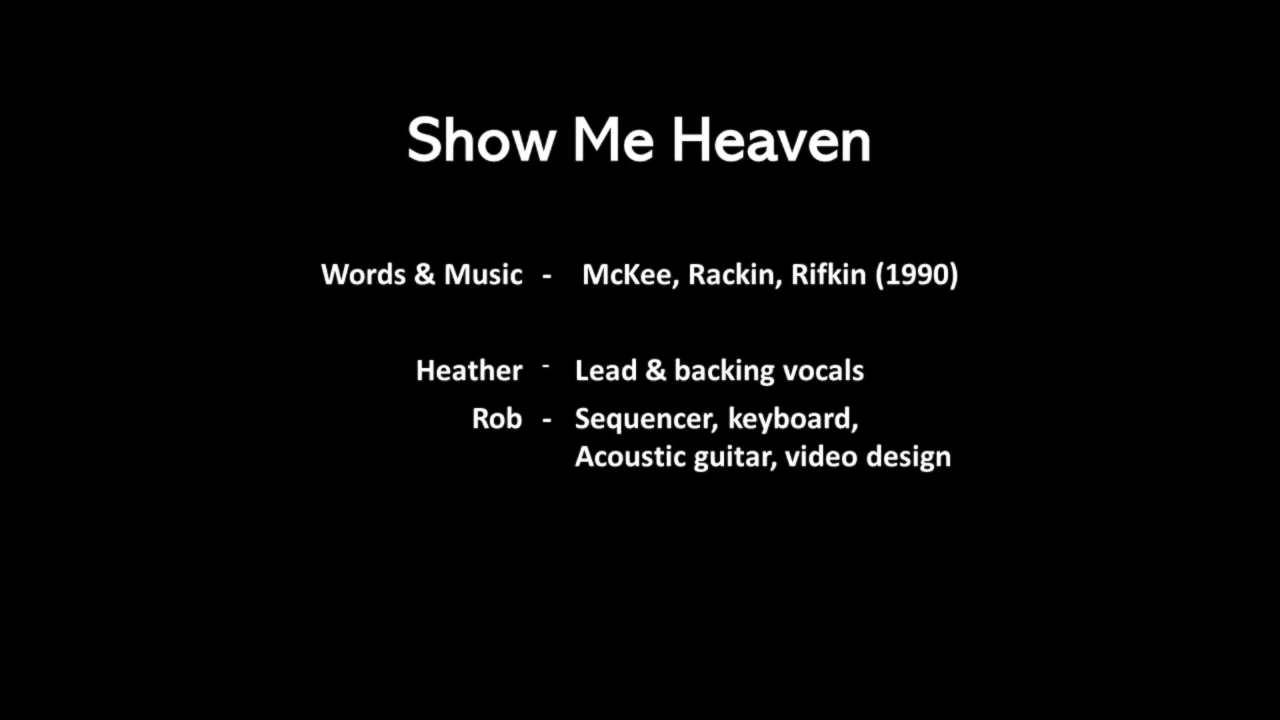 Show Me Heaven
Words & Music - McKee, Rackin, Rifkin (1990)
Heather - Lead & backing vocals
Rob - Sequencer, keyboard,
Acoustic guitar, video design